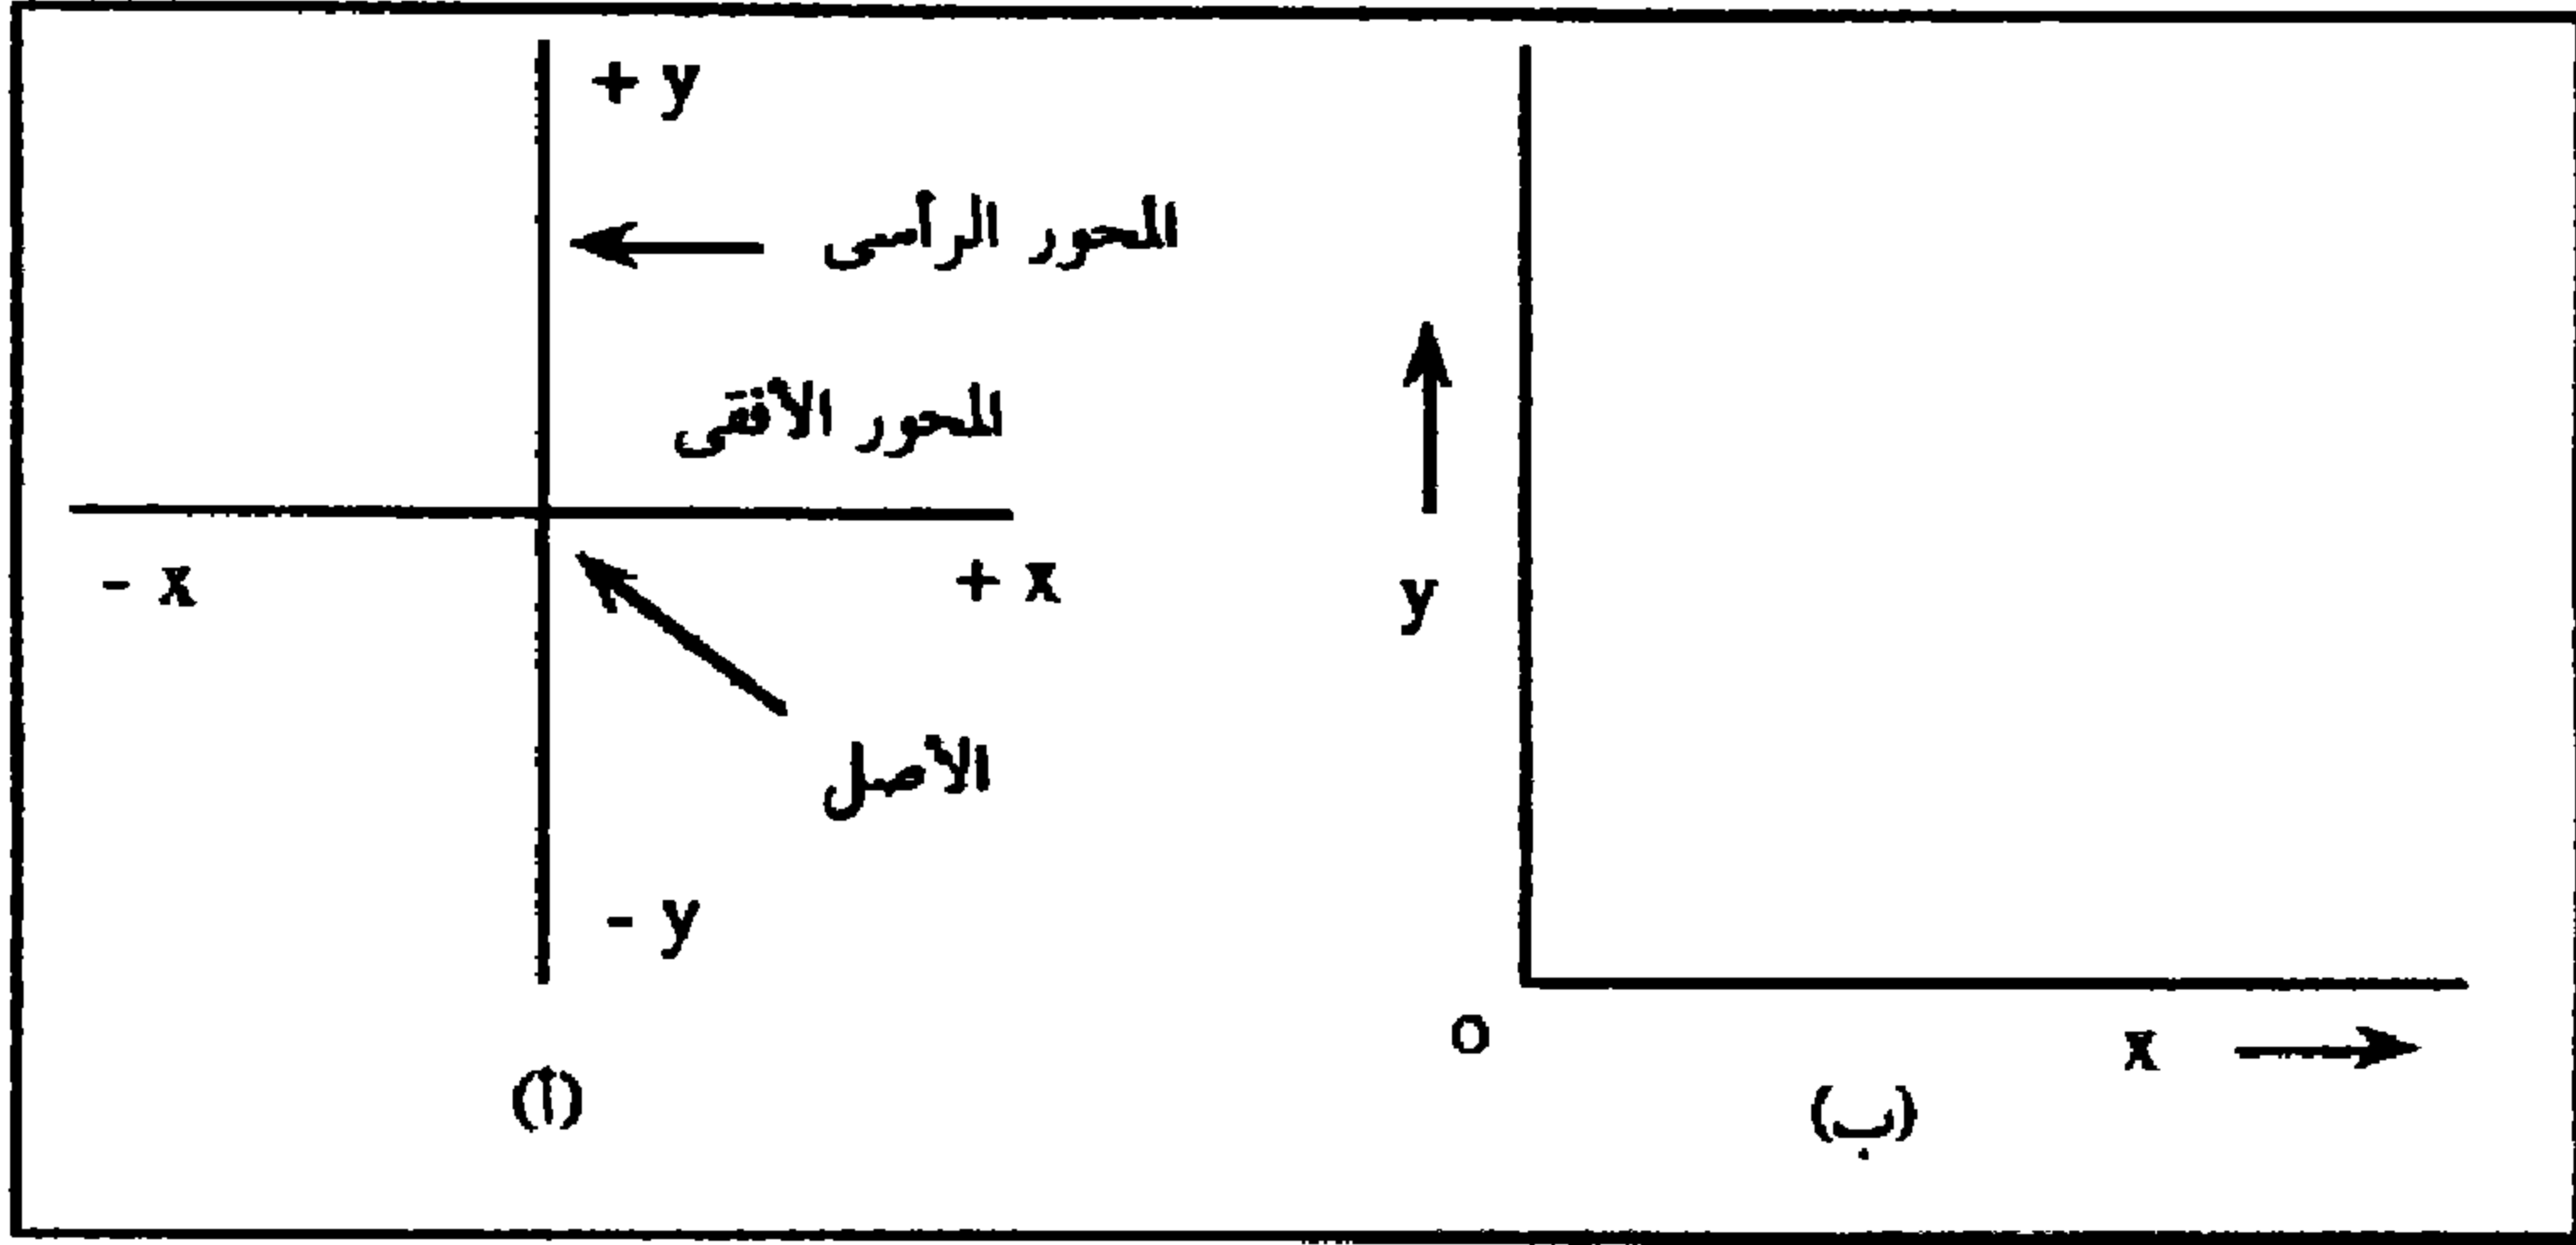 + y
المحور الرأسى
المحور الأفقى
- x
+ x
الأصل
- y
(أ)
y
O
x
(ب)